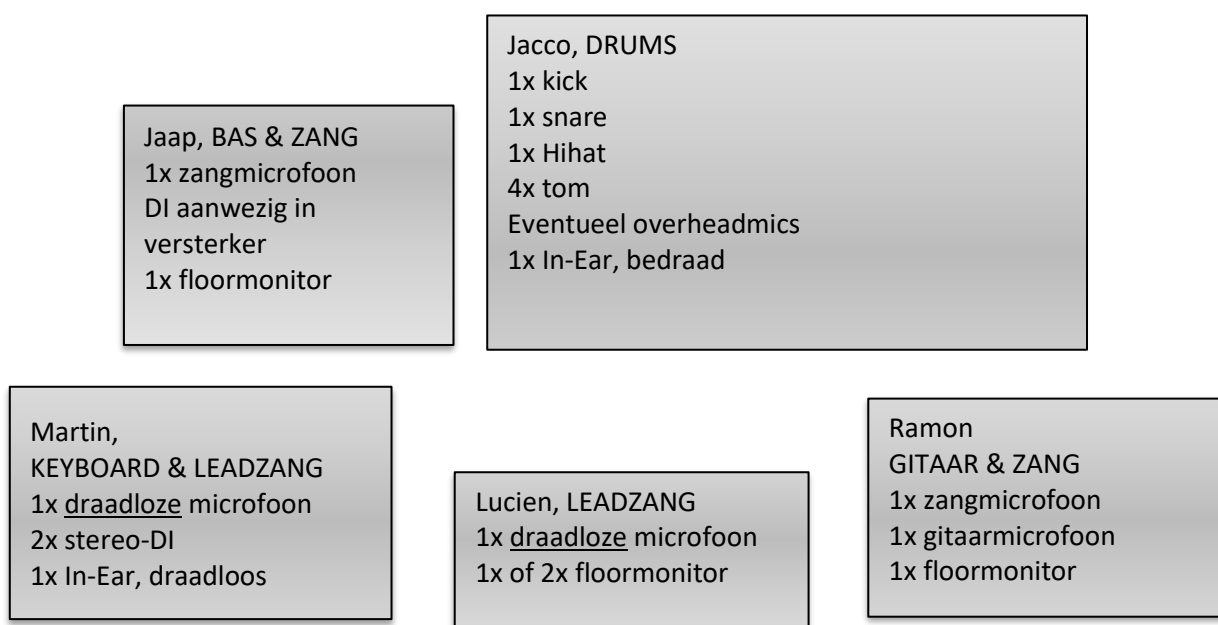 Jacco, DRUMS
1x kick
1x snare
1x Hihat
4x tom
Eventueel overheadmics
1x In-Ear, bedraad
Jaap, BAS & ZANG
1x zangmicrofoon
DI aanwezig in
versterker
1x floormonitor
Martin,
KEYBOARD & LEADZANG
1x draadloze microfoon
2x stereo-DI
1x In-Ear, draadloos
Lucien, LEADZANG
1x draadloze microfoon
1x of 2x floormonitor
Ramon
GITAAR & ZANG
1x zangmicrofoon
1x gitaarmicrofoon
1x floormonitor